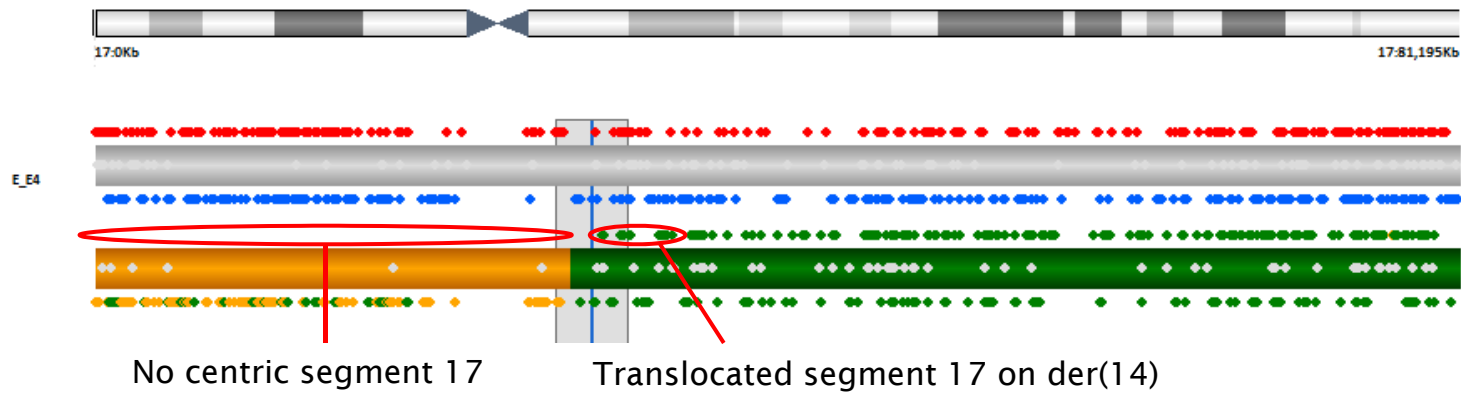 17:0Kb 17:81,195Kb
E_E4
No centric segment 17 Translocated segment 17 on der(14)